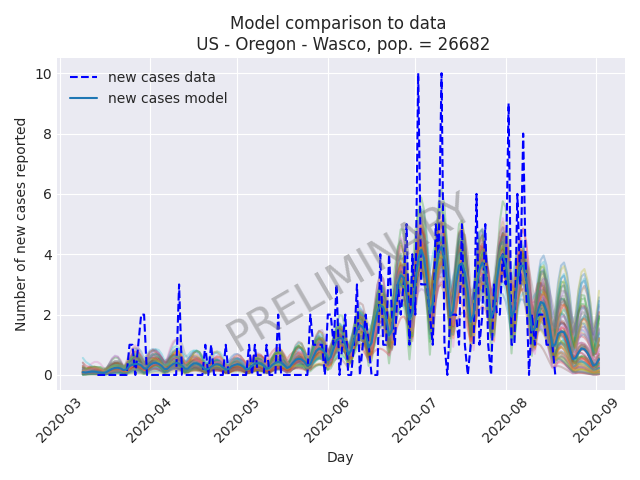 Model comparison to data
US - Oregon - Wasco, pop. = 26682
new cases data
new cases model
PRELIMINARY
Number of new cases reported
10
8
6
4
2
0
2020-03
2020-04
2020-05
2020-06
2020-07
2020-08
2020-09
Day